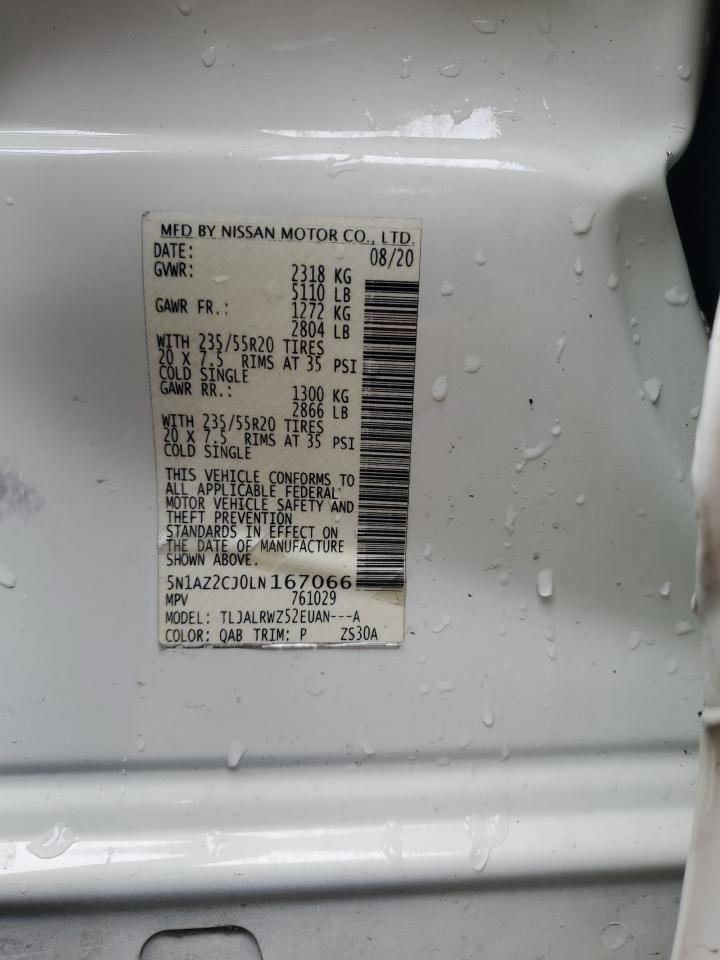 MFD BY NISSAN MOTOR CO., LTD.
DATE: 08/20
GVWR: 2318 KG
5110 LB
GAWR FR.: 1272 KG
2804 LB
WITH 235/55R20 TIRES
20 X 7.5 RIMS AT 35 PSI
COLD SINGLE
GAWR RR.: 1300 KG
2866 LB
WITH 235/55R20 TIRES
20 X 7.5 RIMS AT 35 PSI
COLD SINGLE
THIS VEHICLE CONFORMS TO
ALL APPLICABLE FEDERAL
MOTOR VEHICLE SAFETY AND
THEFT PREVENTION
STANDARDS IN EFFECT ON
THE DATE OF MANUFACTURE
SHOWN ABOVE.
5N1AZ2CJ0LN167066
MPV 761029
MODEL: TLJALRWZ52EUAN---A
COLOR: QAB TRIM: P ZS30A